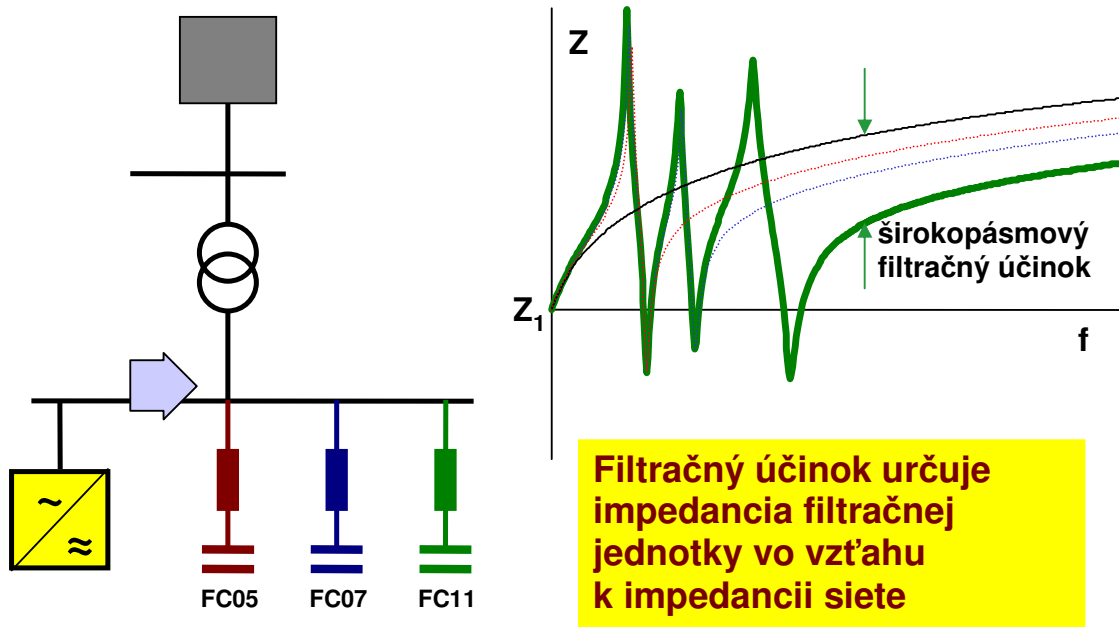 Z
širokopásmový
filtračný účinok
Z₁
f
~
≈
FC05 FC07 FC11
Filtračný účinok určuje
impedancia filtračnej
jednotky vo vzťahu
k impedancii siete